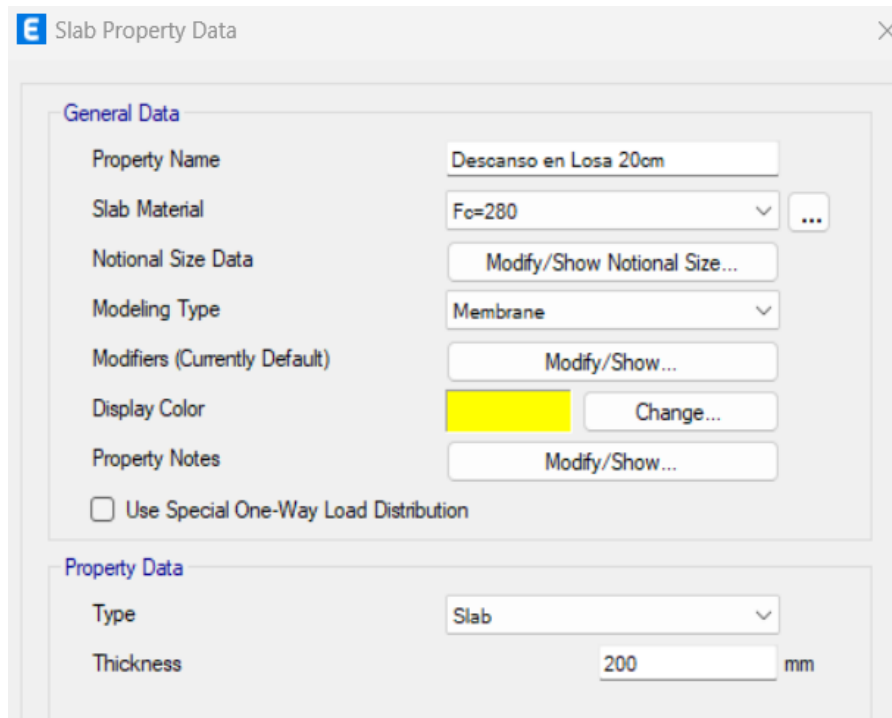 E Slab Property Data
General Data
Property Name Descanso en Losa 20cm
Slab Material Fc=280 ...
Notional Size Data Modify/Show Notional Size...
Modeling Type Membrane
Modifiers (Currently Default) Modify/Show...
Display Color Change...
Property Notes Modify/Show...
Use Special One-Way Load Distribution
Property Data
Type Slab
Thickness 200 mm